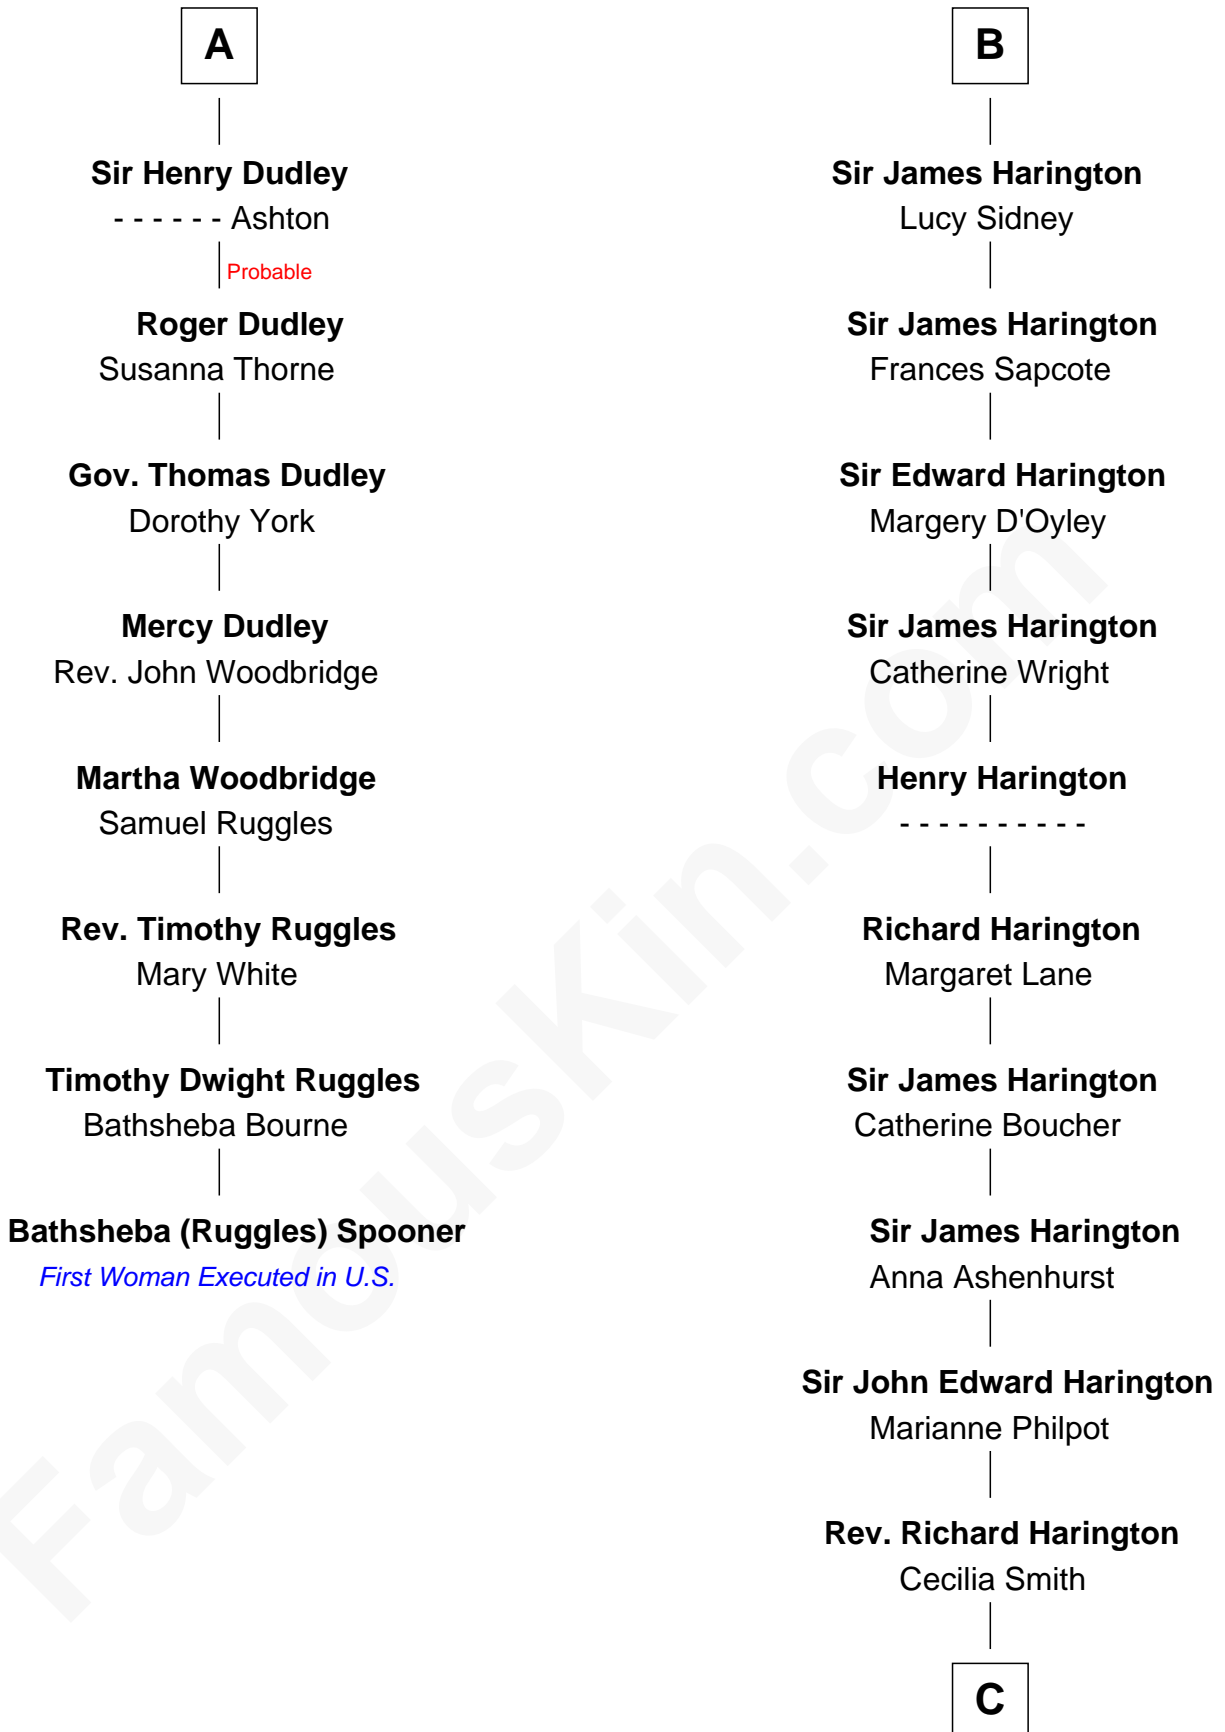 A
Sir Henry Dudley
- - - - - - Ashton
Probable
Roger Dudley
Susanna Thorne
Gov. Thomas Dudley
Dorothy York
Mercy Dudley
Rev. John Woodbridge
Martha Woodbridge
Samuel Ruggles
Rev. Timothy Ruggles
Mary White
Timothy Dwight Ruggles
Bathsheba Bourne
Bathsheba (Ruggles) Spooner
First Woman Executed in U.S.
B
Sir James Harington
Lucy Sidney
Sir James Harington
Frances Sapcote
Sir Edward Harington
Margery D'Oyley
Sir James Harington
Catherine Wright
Henry Harington
- - - - - - - - - -
Richard Harington
Margaret Lane
Sir James Harington
Catherine Boucher
Sir James Harington
Anna Ashenhurst
Sir John Edward Harington
Marianne Philpot
Rev. Richard Harington
Cecilia Smith
C
FamousKin.com